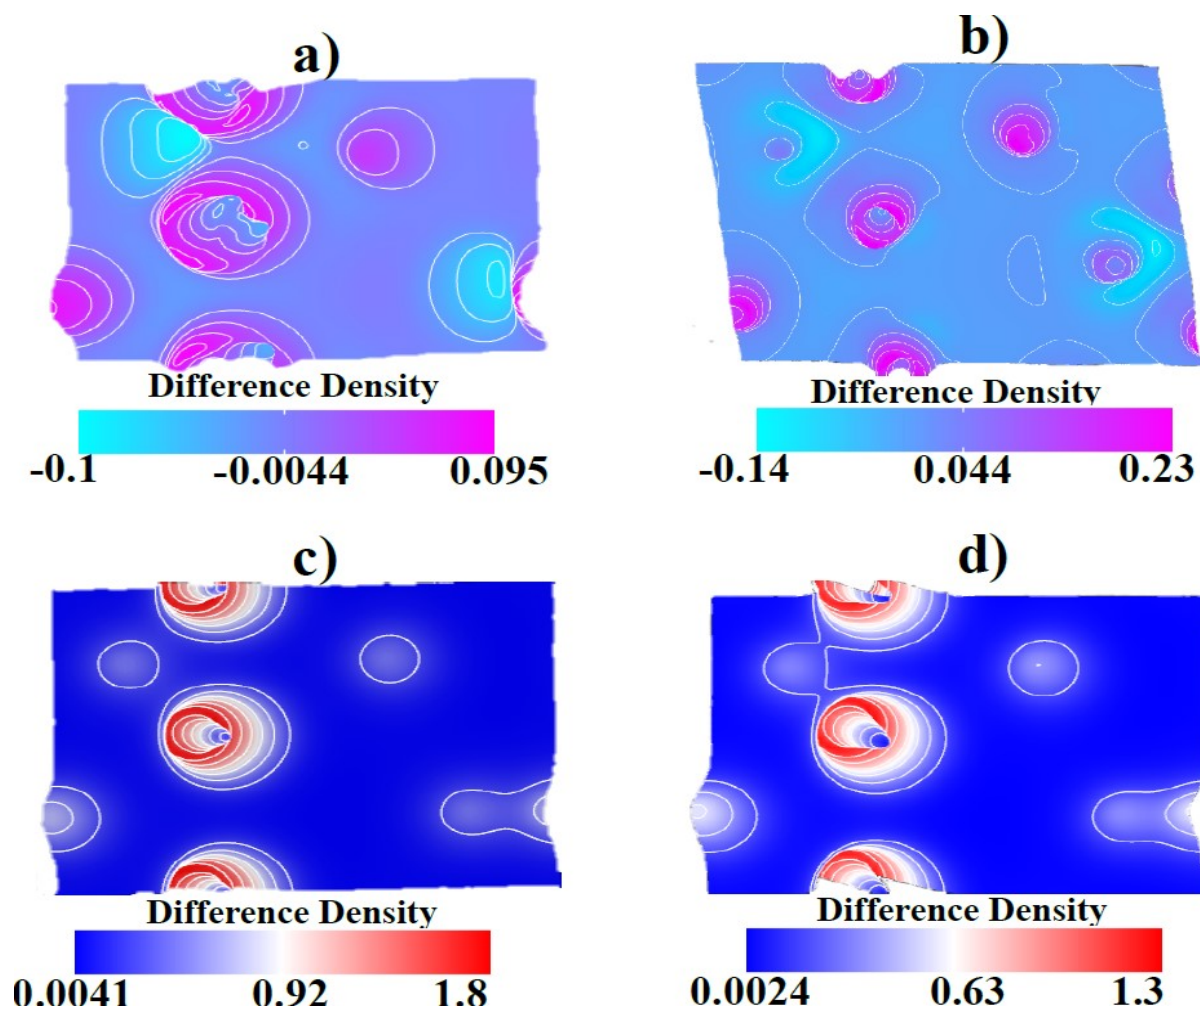 a)
b)
Difference Density
-0.1 -0.0044 0.095
Difference Density
-0.14 0.044 0.23
c)
d)
Difference Density
0.0041 0.92 1.8
Difference Density
0.0024 0.63 1.3